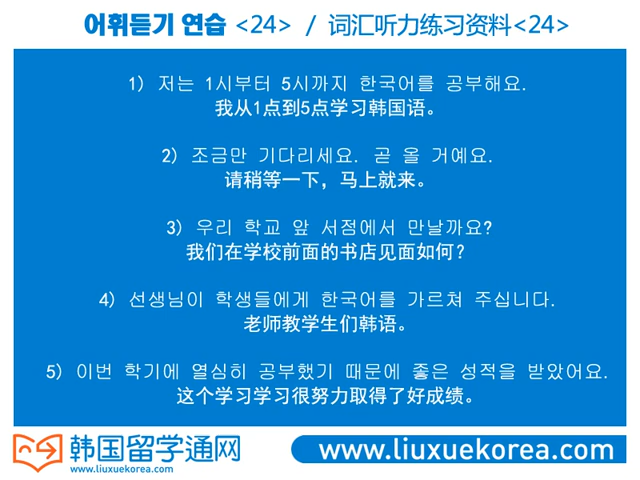 어휘듣기 연습 <24> / 词汇听力练习资料<24>
1) 저는 1시부터 5시까지 한국어를 공부해요.
我从1点到5点学习韩国语。
2) 조금만 기다리세요. 곧 올 거예요.
请稍等一下，马上就来。
3) 우리 학교 앞 서점에서 만날까요?
我们在学校前面的书店见面如何？
4) 선생님이 학생들에게 한국어를 가르쳐 주십니다.
老师教学生们韩语。
5) 이번 학기에 열심히 공부했기 때문에 좋은 성적을 받았어요.
这个学习学习很努力取得了好成绩。
韩国留学通网
www.liuxuekorea.com
www.liuxuekorea.com